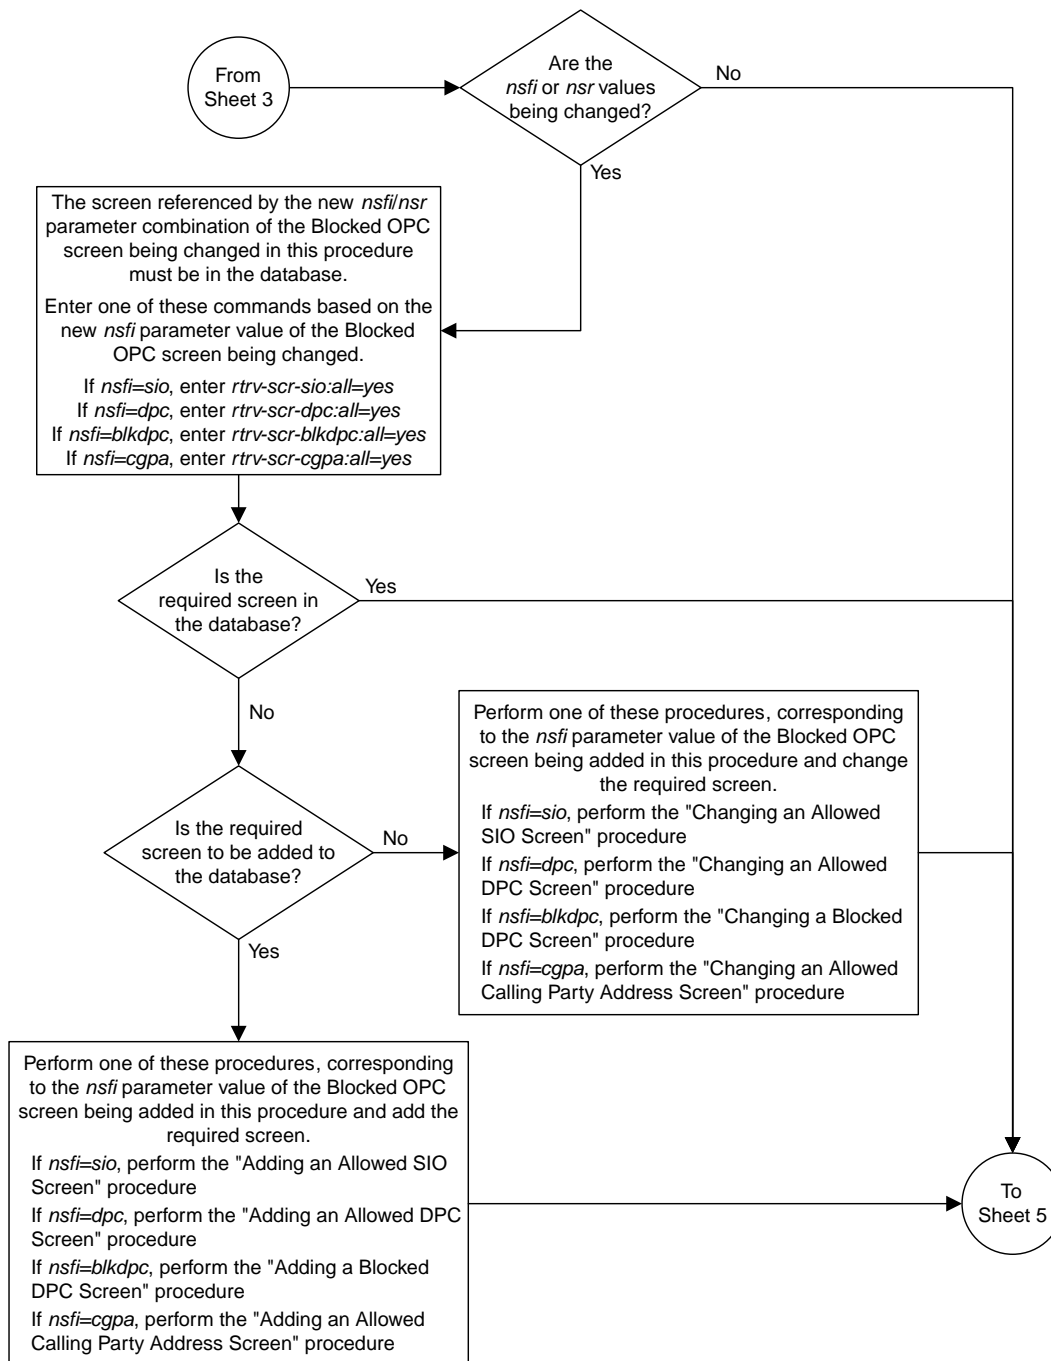 From
Sheet 3
Are the
nsfi or nsr values
being changed?
No
Yes
The screen referenced by the new nsfi/nsr
parameter combination of the Blocked OPC
screen being changed in this procedure
must be in the database.
Enter one of these commands based on the
new nsfi parameter value of the Blocked
OPC screen being changed.
If nsfi=sio, enter rtrv-scr-sio:all=yes
If nsfi=dpc, enter rtrv-scr-dpc:all=yes
If nsfi=blkdpc, enter rtrv-scr-blkdpc:all=yes
If nsfi=cgpa, enter rtrv-scr-cgpa:all=yes
Is the
required screen in
the database?
Yes
No
Is the required
screen to be added to
the database?
No
Yes
Perform one of these procedures, corresponding
to the nsfi parameter value of the Blocked OPC
screen being added in this procedure and change
the required screen.
If nsfi=sio, perform the "Changing an Allowed
SIO Screen" procedure
If nsfi=dpc, perform the "Changing an Allowed
DPC Screen" procedure
If nsfi=blkdpc, perform the "Changing a Blocked
DPC Screen" procedure
If nsfi=cgpa, perform the "Changing an Allowed
Calling Party Address Screen" procedure
Perform one of these procedures, corresponding
to the nsfi parameter value of the Blocked OPC
screen being added in this procedure and add the
required screen.
If nsfi=sio, perform the "Adding an Allowed SIO
Screen" procedure
If nsfi=dpc, perform the "Adding an Allowed DPC
Screen" procedure
If nsfi=blkdpc, perform the "Adding a Blocked
DPC Screen" procedure
If nsfi=cgpa, perform the "Adding an Allowed
Calling Party Address Screen" procedure
To
Sheet 5